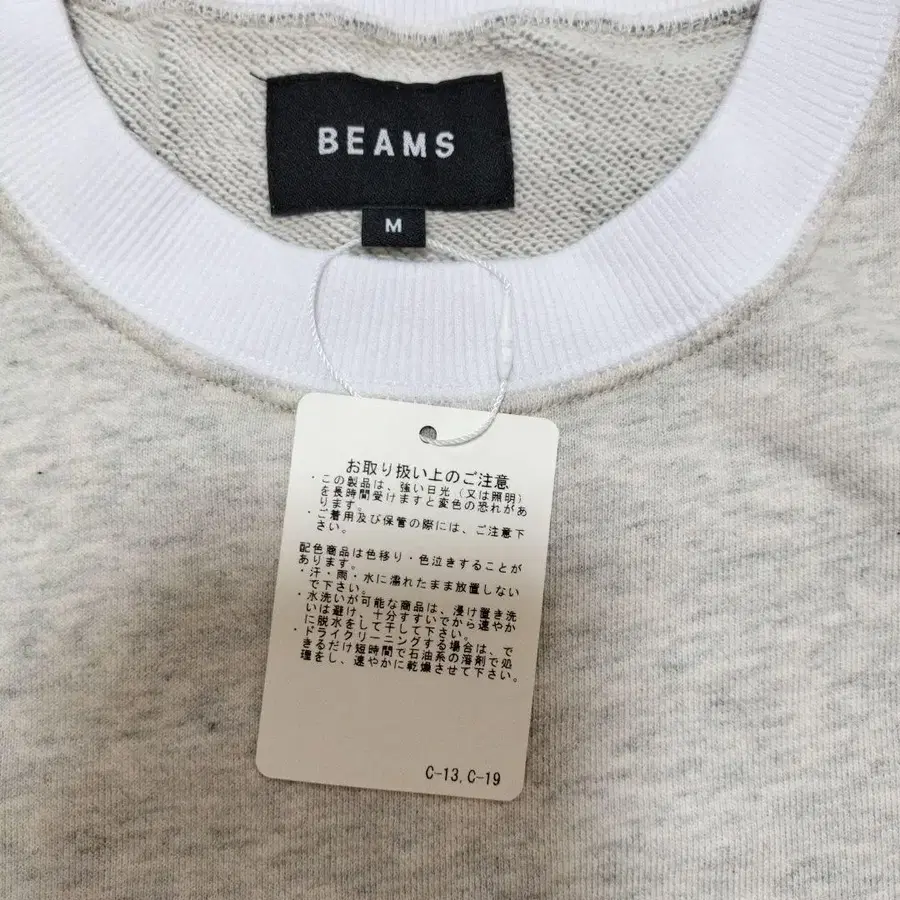 BEAMS
M
お取り扱い上のご注意
・この製品は、強い日光（又は照明）
を長時間受けますと変色の恐れがあ
ります。
・ご着用及び保管の際には、ご注意下
さい。
配色商品は色移り・色泣きすることが
あります。
・汗・雨・水に濡れたまま放置しない
で下さい。
・水洗いが可能な商品は、浸け置き洗
いは避け、十分すすいでから速やか
に脱水をして干して下さい。
・ドライクリーニングする場合は、で
きるだけ短時間で石油系の溶剤で処
理をし、速やかに乾燥させて下さい。
C-13,C-19